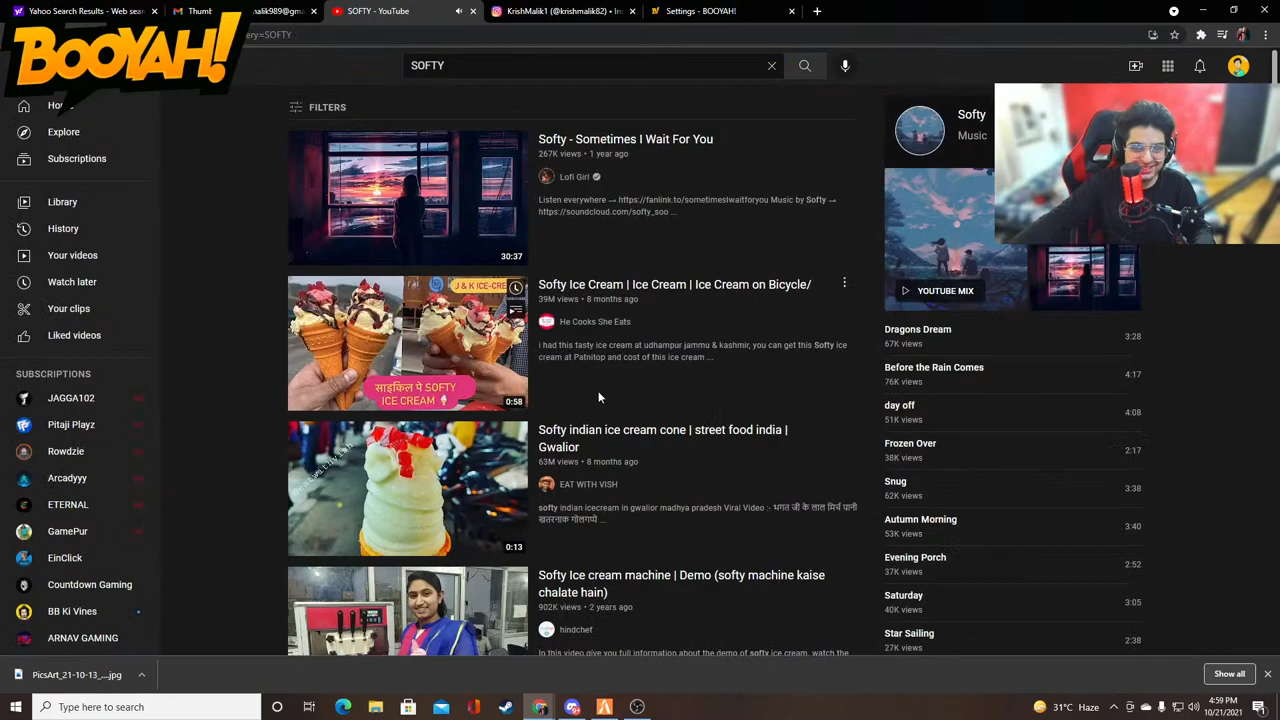 Yahoo Search Results - Web sear
Thumb
malik989@gm
SOFTY - YouTube
KrishMalik1 (@krishmalik82) • In
Settings - BOOYAH!
BOOYAH!
ery=SOFTY
SOFTY
Explore
Subscriptions
Library
History
Your videos
Watch later
Your clips
Liked videos
SUBSCRIPTIONS
JAGGA102
Pitaji Playz
Rowdzie
Arcadyyy
ETERNAL
GamePur
EinClick
Countdown Gaming
BB Ki Vines
ARNAV GAMING
FILTERS
30:37
Softy - Sometimes I Wait For You
267K views • 1 year ago
Lofi Girl
Listen everywhere → https://fanlink.to/sometimesIwaitforyou Music by Softy →
https://soundcloud.com/softy_soo ...
J & K ICE-CRE
साइकिल पे SOFTY
ICE CREAM
0:58
Softy Ice Cream | Ice Cream | Ice Cream on Bicycle/
39M views • 8 months ago
He Cooks She Eats
i had this tasty ice cream at udhampur jammu & kashmir, you can get this Softy ice
cream at Patnitop and cost of this ice cream ...
0:13
Softy indian ice cream cone | street food india |
Gwalior
63M views • 8 months ago
EAT WITH VISH
softy indian icecream in gwalior madhya pradesh Viral Video :- भगत जी के लाल मिर्च पानी
खतरनाक गोलगप्पे ...
Softy Ice cream machine | Demo (softy machine kaise
chalate hain)
902K views • 2 years ago
hindchef
In this video give you full information about the demo of softy ice cream, watch the
Softy
Music
YOUTUBE MIX
Dragons Dream
67K views
3:28
Before the Rain Comes
76K views
4:17
day off
51K views
4:08
Frozen Over
38K views
2:17
Snug
62K views
3:38
Autumn Morning
53K views
3:40
Evening Porch
37K views
2:52
Saturday
40K views
3:05
Star Sailing
27K views
2:38
PicsArt_21-10-13_....jpg
Show all
Type here to search
31°C Haze
4:59 PM
10/21/2021